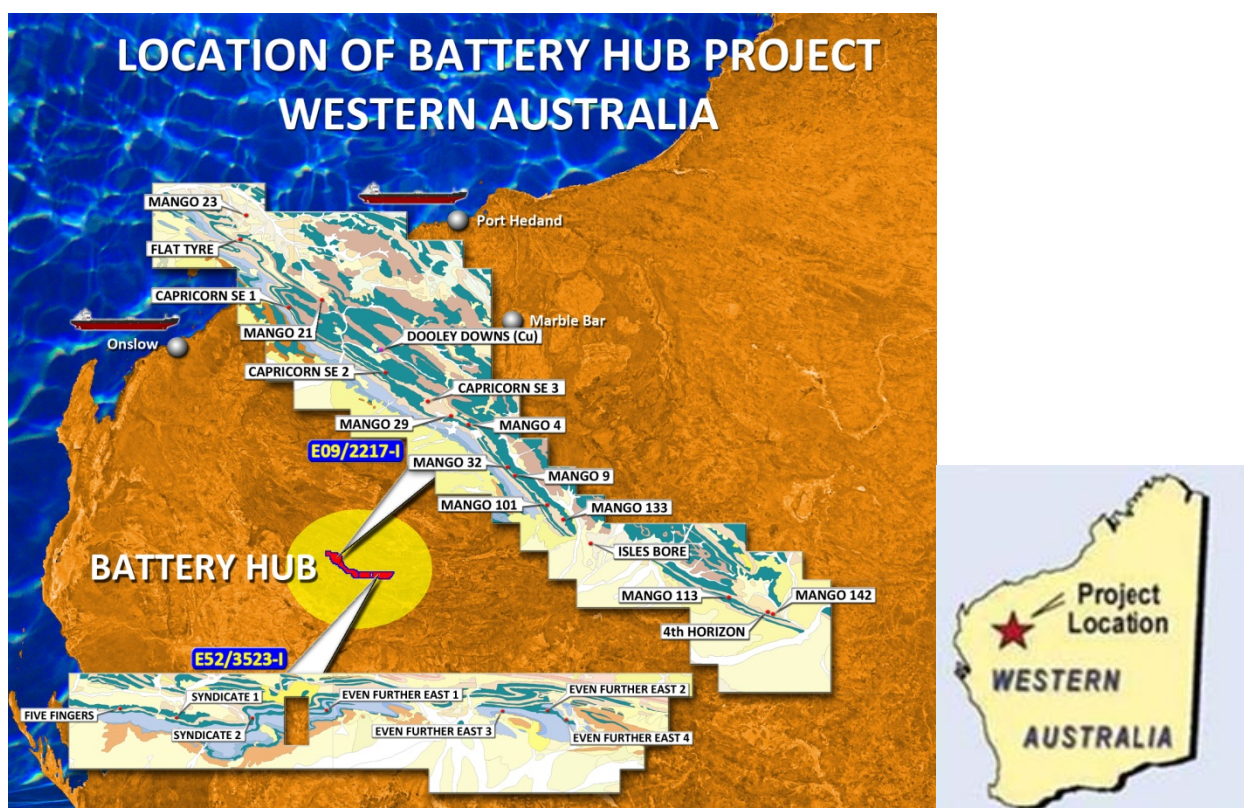 LOCATION OF BATTERY HUB PROJECT
WESTERN AUSTRALIA
MANGO 23
FLAT TYRE
Port Hedand
CAPRICORN SE 1
MANGO 21
Marble Bar
Onslow
DOOLEY DOWNS (Cu)
CAPRICORN SE 2
CAPRICORN SE 3
MANGO 29
MANGO 4
E09/2217-I
MANGO 32
MANGO 9
MANGO 101
MANGO 133
ISLES BORE
BATTERY HUB
MANGO 113
MANGO 142
4th HORIZON
E52/3523-I
FIVE FINGERS
SYNDICATE 1
SYNDICATE 2
EVEN FURTHER EAST 1
EVEN FURTHER EAST 2
EVEN FURTHER EAST 3
EVEN FURTHER EAST 4
Project
Location
WESTERN
AUSTRALIA